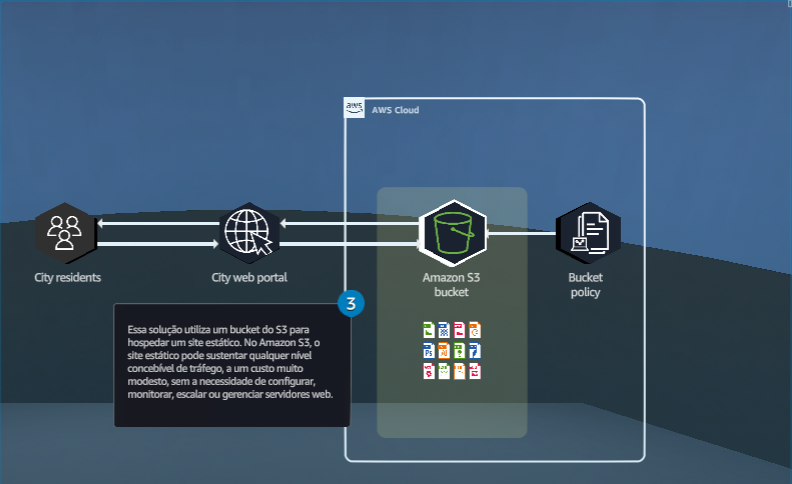 aws
AWS Cloud
City residents
City web portal
Amazon S3
bucket
Bucket
policy
3
Essa solução utiliza um bucket do S3 para
hospedar um site estático. No Amazon S3, o
site estático pode sustentar qualquer nível
concebível de tráfego, a um custo muito
modesto, sem a necessidade de configurar,
monitorar, escalar ou gerenciar servidores web.
Ps
Ai